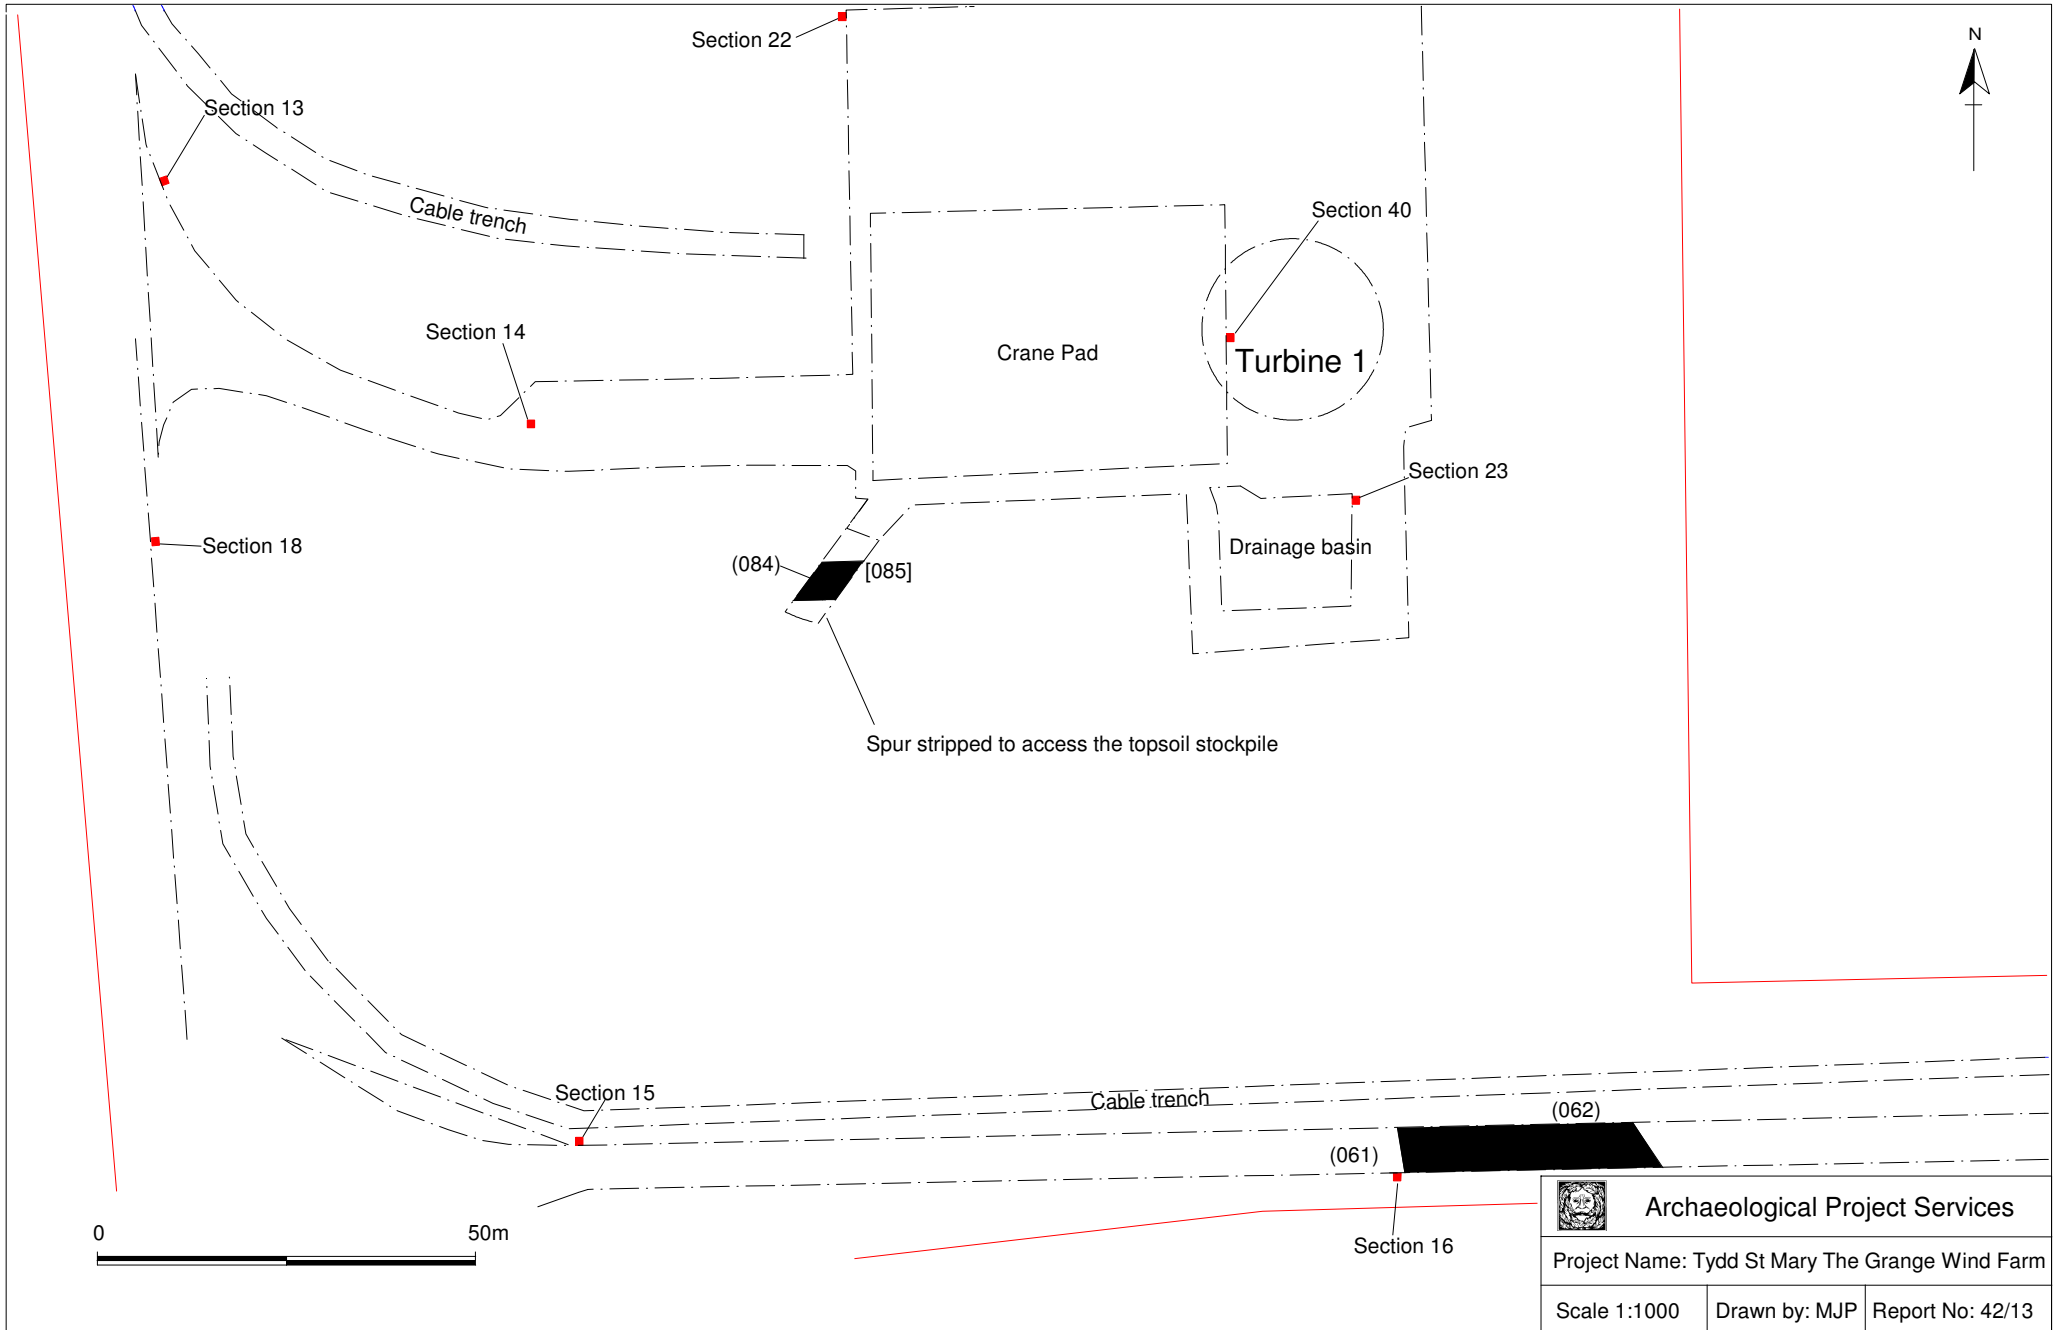 Section 22
N
Section 13
Cable trench
Section 40
Section 14
Crane Pad
Turbine 1
Section 23
Section 18
Drainage basin
(084)
[085]
Spur stripped to access the topsoil stockpile
Section 15
Cable trench
(062)
(061)
0
50m
Section 16
Archaeological Project Services
Project Name: Tydd St Mary The Grange Wind Farm
Scale 1:1000
Drawn by: MJP
Report No: 42/13